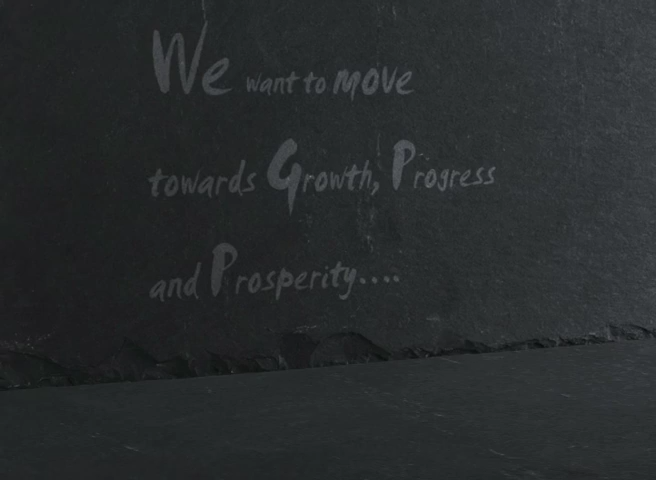 We want to move
towards Growth, Progress
and Prosperity....